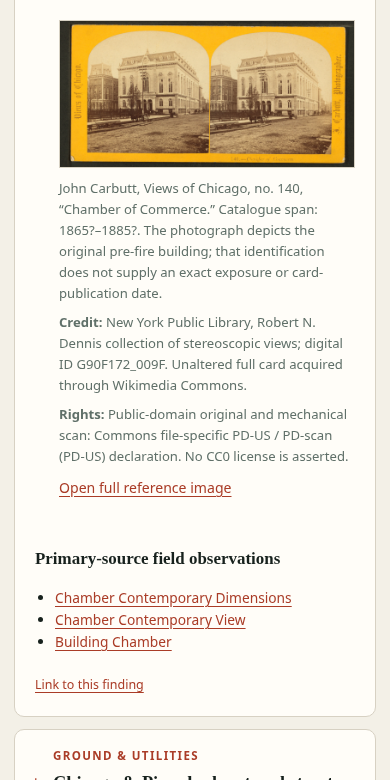 Views of Chicago.
John Carbutt, Views of Chicago, no. 140,
“Chamber of Commerce.” Catalogue span:
1865?–1885?. The photograph depicts the
original pre-fire building; that identification
does not supply an exact exposure or card-
publication date.
Credit: New York Public Library, Robert N.
Dennis collection of stereoscopic views; digital
ID G90F172_009F. Unaltered full card acquired
through Wikimedia Commons.
Rights: Public-domain original and mechanical
scan: Commons file-specific PD-US / PD-scan
(PD-US) declaration. No CC0 license is asserted.
Open full reference image
Primary-source field observations
Chamber Contemporary Dimensions
Chamber Contemporary View
Building Chamber
Link to this finding
GROUND & UTILITIES